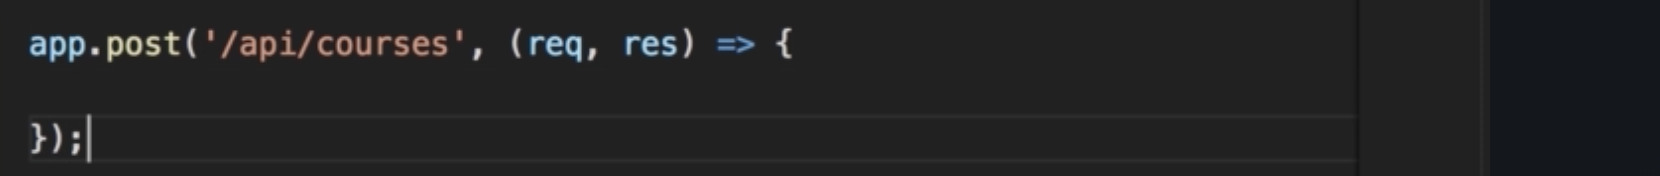 app.post('/api/courses', (req, res) => {
});